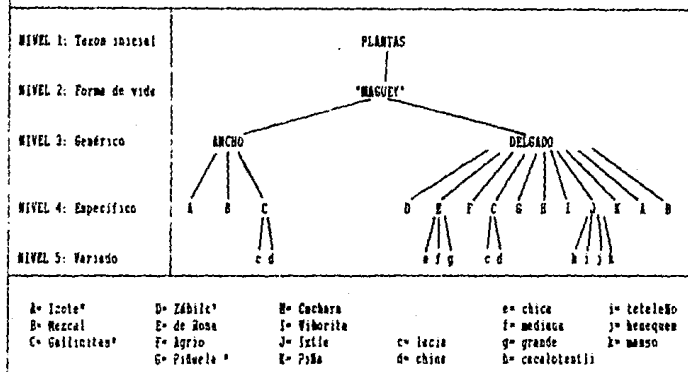 NIVEL 1: Taxon inicial PLANTAS
NIVEL 2: Forma de vida "MAGUEY"
NIVEL 3: Genérico ANCHO DELGADO
NIVEL 4: Específico A B C D E F C G H I J K A B
NIVEL 5: Variado c d e f g c d h i j k
A= Izote* D= Zábila* H= Cuchara e= chica i= teteleño
B= Mezcal E= de Rosa I= Viborita f= mediana j= henequen
C= Gallinitas* F= Agrio J= Ixtle c= lacia g= grande k= manso
G= Piñuela * K= Piña d= china h= cacalotentli